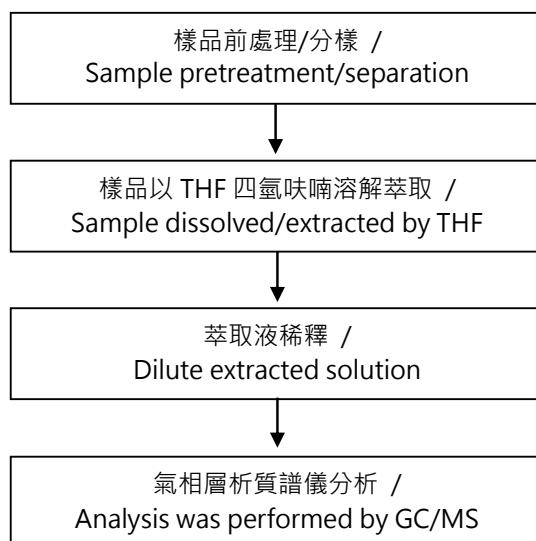 樣品前處理/分樣 /
Sample pretreatment/separation
樣品以 THF 四氫呋喃溶解萃取 /
Sample dissolved/extracted by THF
萃取液稀釋 /
Dilute extracted solution
氣相層析質譜儀分析 /
Analysis was performed by GC/MS